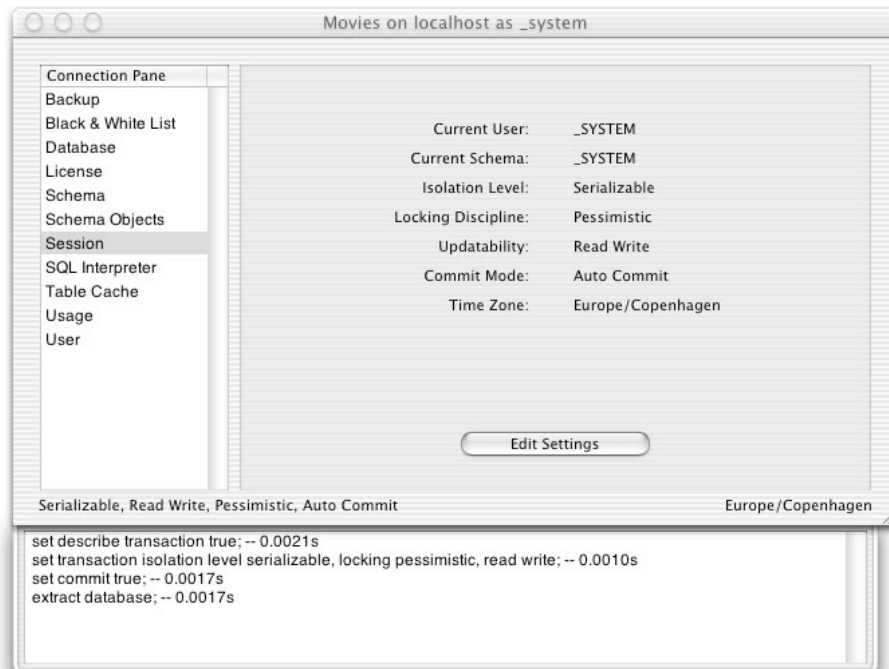 Movies on localhost as _system
Connection Pane
Backup
Black & White List
Database
License
Schema
Schema Objects
Session
SQL Interpreter
Table Cache
Usage
User
Current User: _SYSTEM
Current Schema: _SYSTEM
Isolation Level: Serializable
Locking Discipline: Pessimistic
Updatability: Read Write
Commit Mode: Auto Commit
Time Zone: Europe/Copenhagen
Edit Settings
Serializable, Read Write, Pessimistic, Auto Commit
Europe/Copenhagen
set describe transaction true; -- 0.0021s
set transaction isolation level serializable, locking pessimistic, read write; -- 0.0010s
set commit true; -- 0.0017s
extract database; -- 0.0017s